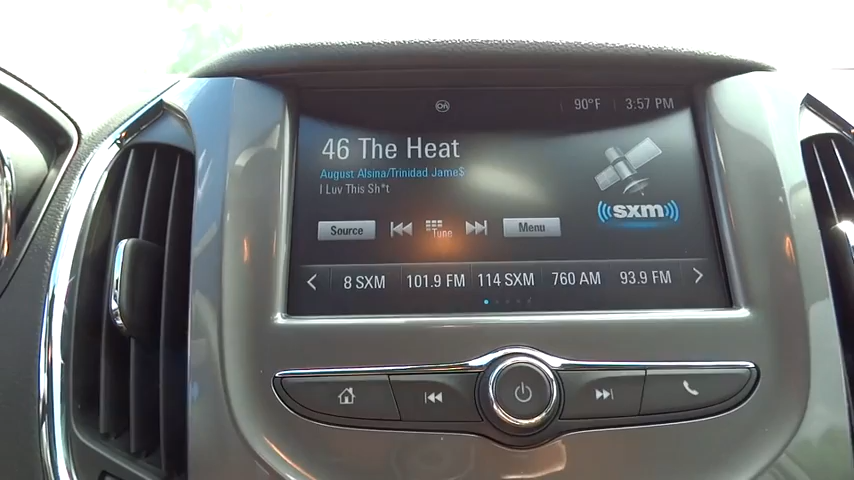 90°F 3:57 PM
46 The Heat
August Alsina/Trinidad Jame$
I Luv This Sh*t
sxm
Source Tune Menu
8 SXM 101.9 FM 114 SXM 760 AM 93.9 FM